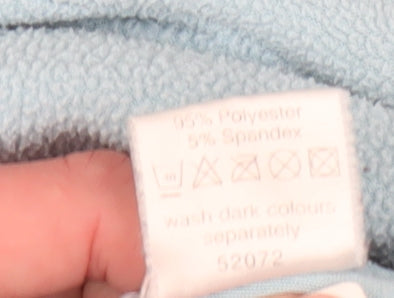 95% Polyester
5% Spandex
wash dark colours
separately
52072